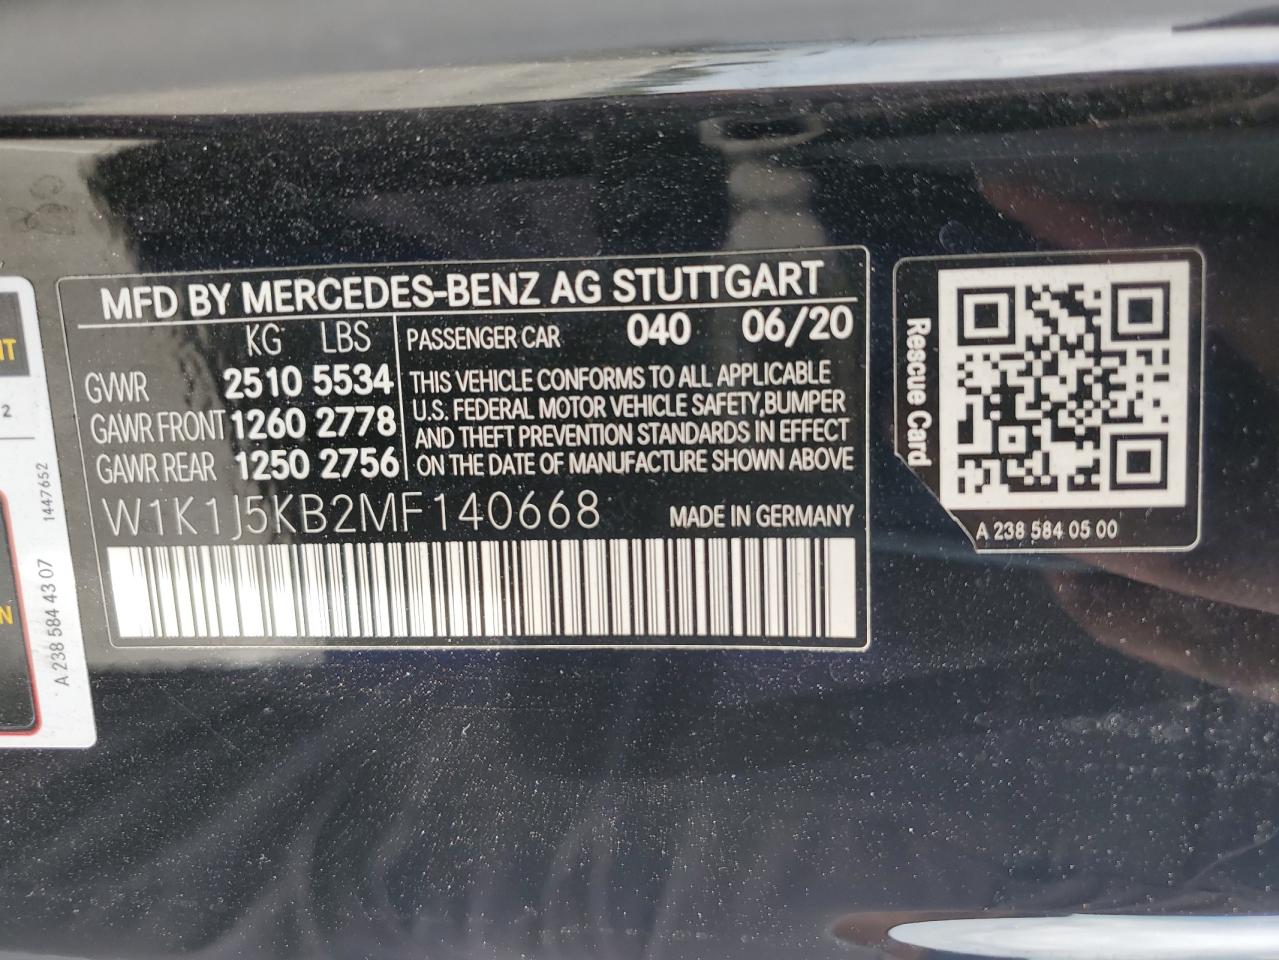 MFD BY MERCEDES-BENZ AG STUTTGART
KG LBS
GVWR 2510 5534
GAWR FRONT 1260 2778
GAWR REAR 1250 2756
PASSENGER CAR 040 06/20
THIS VEHICLE CONFORMS TO ALL APPLICABLE
U.S. FEDERAL MOTOR VEHICLE SAFETY,BUMPER
AND THEFT PREVENTION STANDARDS IN EFFECT
ON THE DATE OF MANUFACTURE SHOWN ABOVE
W1K1J5KB2MF140668 MADE IN GERMANY
Rescue Card
A 238 584 05 00
1447652
A 238 584 43 07
2
N